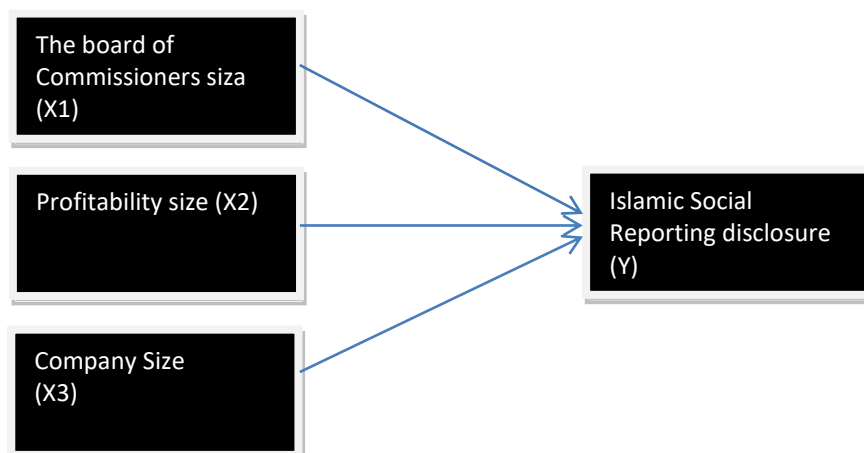 The board of
Commissioners siza
(X1)
Profitability size (X2)
Islamic Social
Reporting disclosure
(Y)
Company Size
(X3)